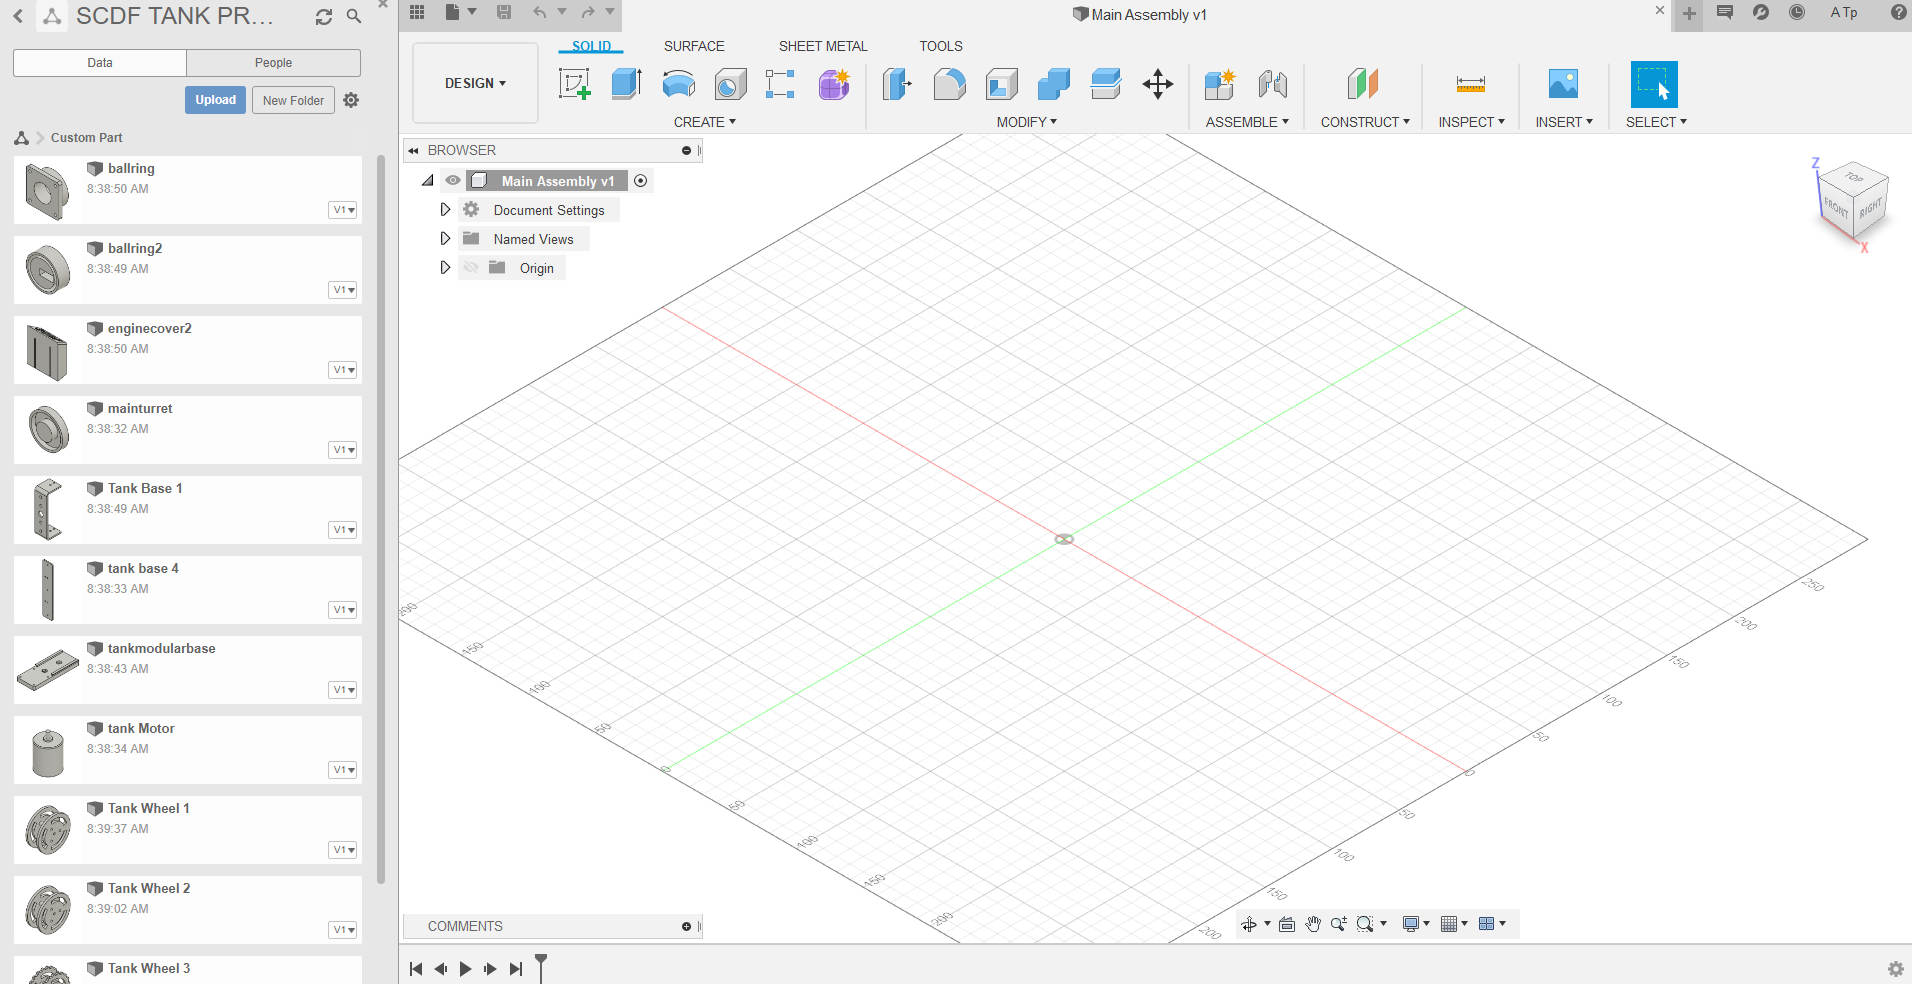 SCDF TANK PR...
Main Assembly v1
A Tp
Data
People
Upload
New Folder
Custom Part
ballring
8:38:50 AM
V1
ballring2
8:38:49 AM
V1
enginecover2
8:38:50 AM
V1
mainturret
8:38:32 AM
V1
Tank Base 1
8:38:49 AM
V1
tank base 4
8:38:33 AM
V1
tankmodularbase
8:38:43 AM
V1
tank Motor
8:38:34 AM
V1
Tank Wheel 1
8:39:37 AM
V1
Tank Wheel 2
8:39:02 AM
V1
Tank Wheel 3
DESIGN
SOLID
SURFACE
SHEET METAL
TOOLS
CREATE
MODIFY
ASSEMBLE
CONSTRUCT
INSPECT
INSERT
SELECT
BROWSER
Main Assembly v1
Document Settings
Named Views
Origin
Z
TOP
FRONT
RIGHT
X
200
150
100
50
0
50
100
150
200
250
200
150
100
50
0
50
100
150
200
COMMENTS